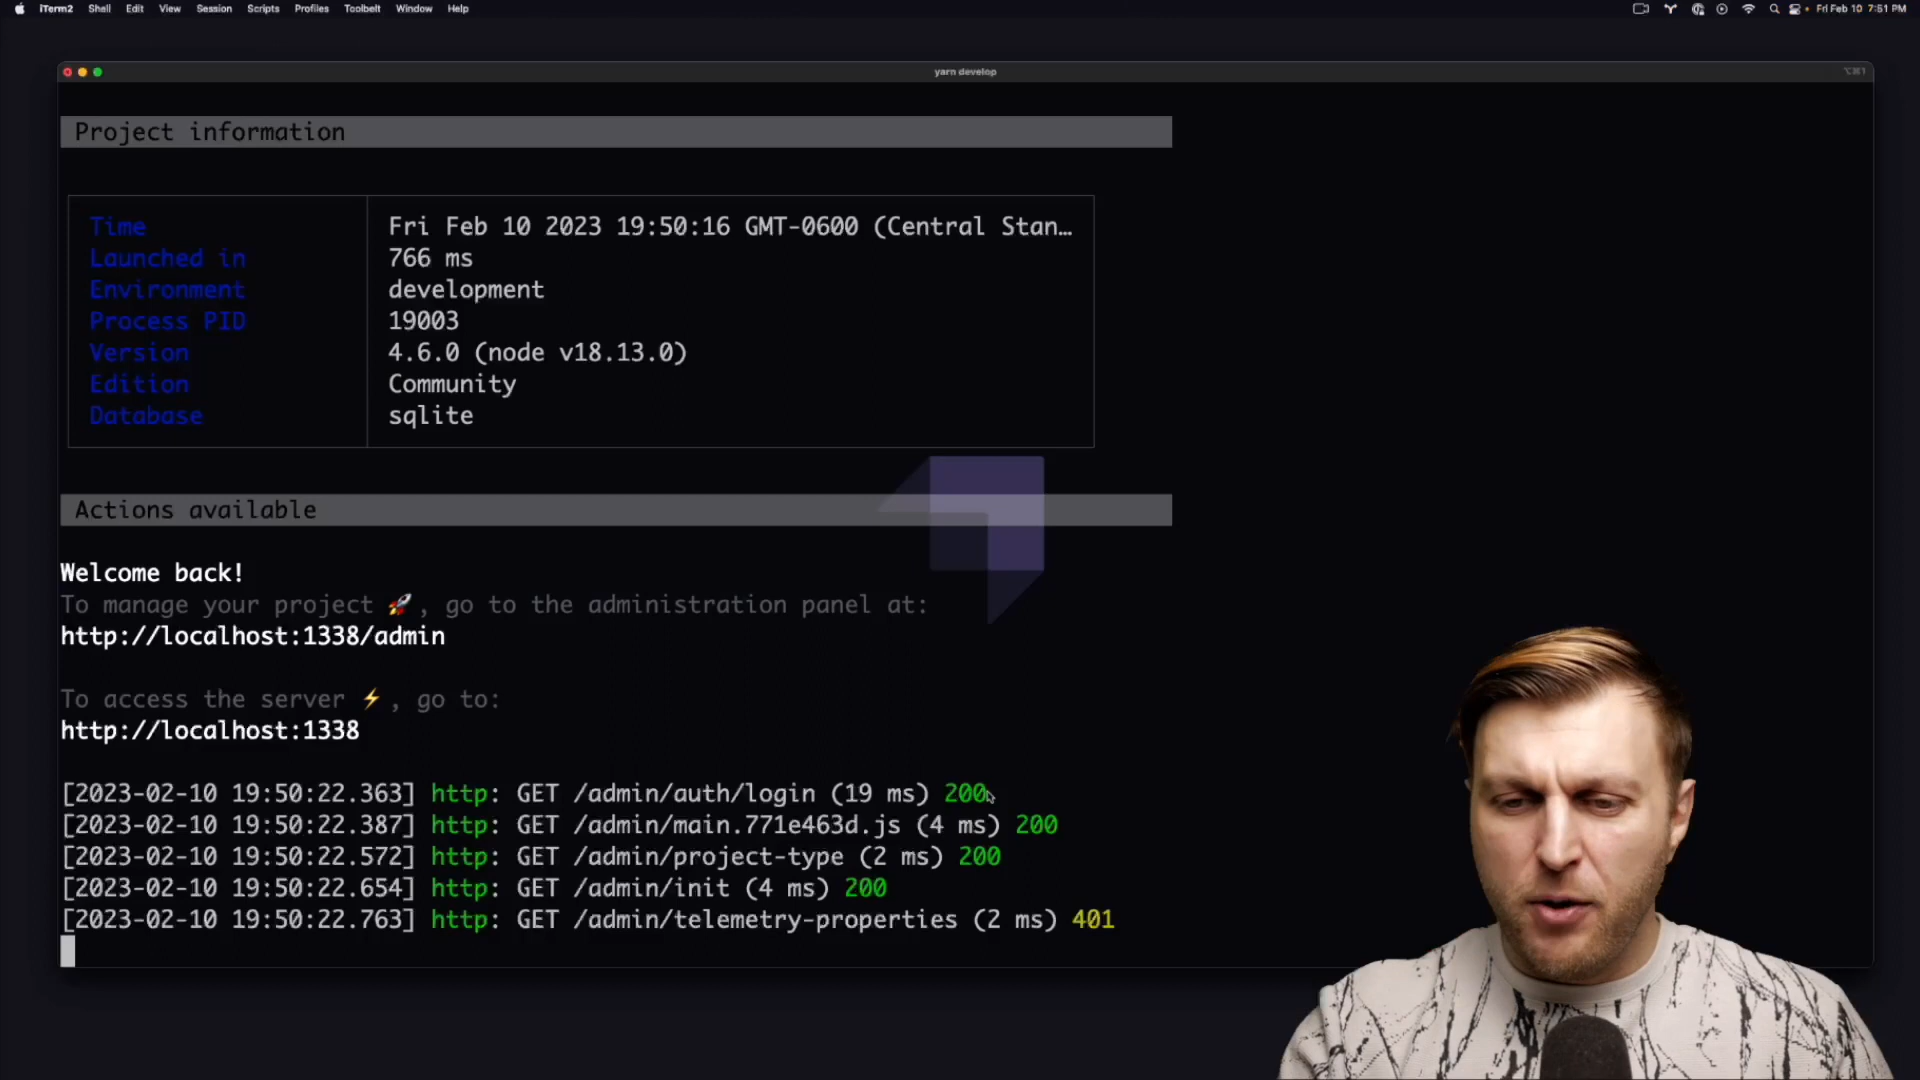 iTerm2 Shell Edit View Session Scripts Profiles Toolbelt Window Help Fri Feb 10 7:51 PM
yarn develop ⌥⌘1
Project information
Time Fri Feb 10 2023 19:50:16 GMT-0600 (Central Stan…
Launched in 766 ms
Environment development
Process PID 19003
Version 4.6.0 (node v18.13.0)
Edition Community
Database sqlite
Actions available
Welcome back!
To manage your project 🚀, go to the administration panel at:
http://localhost:1338/admin
To access the server ⚡, go to:
http://localhost:1338
[2023-02-10 19:50:22.363] http: GET /admin/auth/login (19 ms) 200
[2023-02-10 19:50:22.387] http: GET /admin/main.771e463d.js (4 ms) 200
[2023-02-10 19:50:22.572] http: GET /admin/project-type (2 ms) 200
[2023-02-10 19:50:22.654] http: GET /admin/init (4 ms) 200
[2023-02-10 19:50:22.763] http: GET /admin/telemetry-properties (2 ms) 401